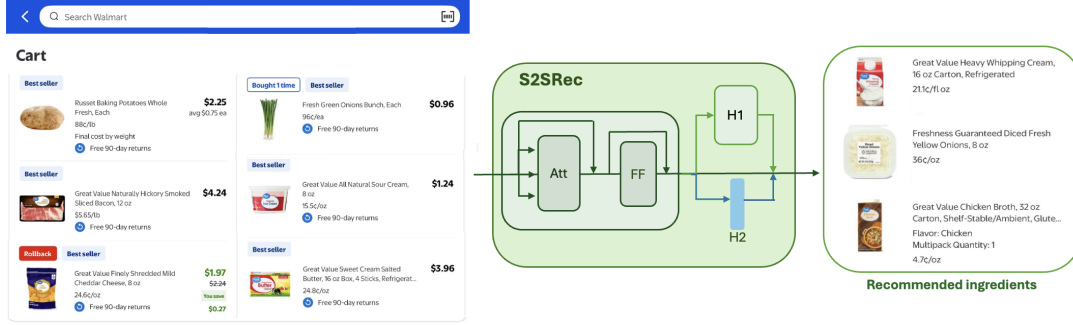 Search Walmart
Cart
Best seller
Russet Baking Potatoes Whole
Fresh, Each
88¢/lb
Final cost by weight
Free 90-day returns
$2.25
avg $0.75 ea
Best seller
Great Value Naturally Hickory Smoked
Sliced Bacon, 12 oz
$5.65/lb
Free 90-day returns
$4.24
Rollback
Best seller
Great Value Finely Shredded Mild
Cheddar Cheese, 8 oz
24.6¢/oz
Free 90-day returns
$1.97
$2.24
You save
$0.27
Bought 1 time
Best seller
Fresh Green Onions Bunch, Each
96¢/ea
Free 90-day returns
$0.96
Best seller
Great Value All Natural Sour Cream,
8 oz
15.5¢/oz
Free 90-day returns
$1.24
Best seller
Great Value Sweet Cream Salted
Butter, 16 oz Box, 4 Sticks, Refrigerat...
24.8¢/oz
Free 90-day returns
$3.96
Butter
S2SRec
Att
FF
H1
H2
Great Value Heavy Whipping Cream,
16 oz Carton, Refrigerated
21.1¢/fl oz
Freshness Guaranteed Diced Fresh
Yellow Onions, 8 oz
36¢/oz
Great Value Chicken Broth, 32 oz
Carton, Shelf-Stable/Ambient, Glute...
Flavor: Chicken
Multipack Quantity: 1
4.7¢/oz
Recommended ingredients